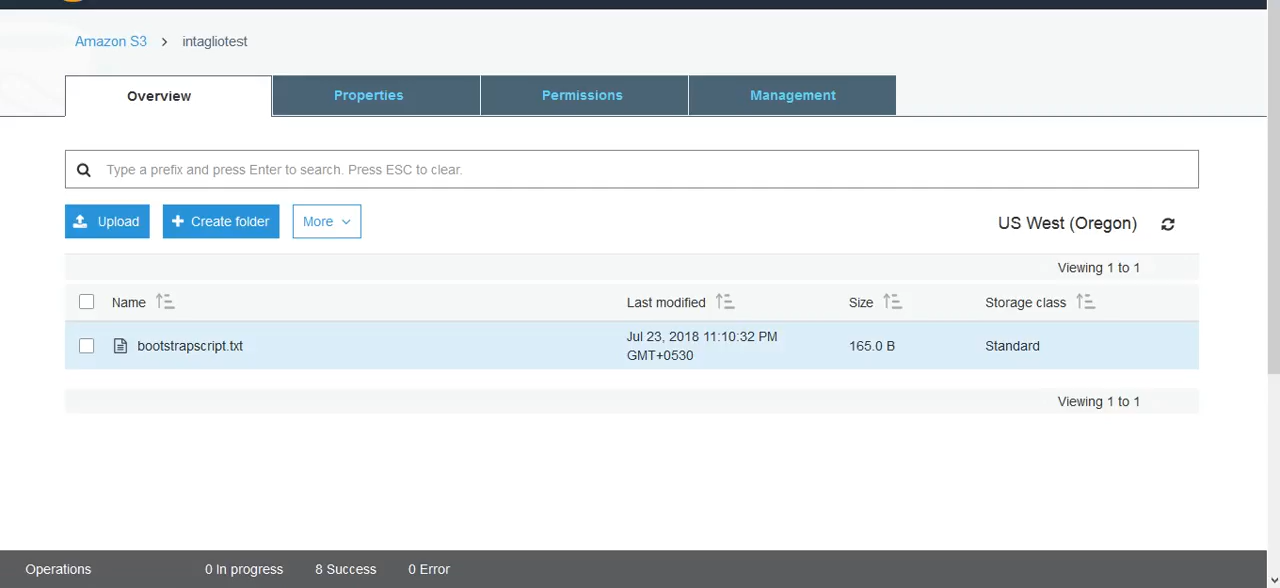 Amazon S3 > intagliotest
Overview Properties Permissions Management
Type a prefix and press Enter to search. Press ESC to clear.
Upload Create folder More
US West (Oregon)
Viewing 1 to 1
Name Last modified Size Storage class
bootstrapscript.txt Jul 23, 2018 11:10:32 PM 165.0 B Standard
GMT+0530
Viewing 1 to 1
Operations 0 In progress 8 Success 0 Error